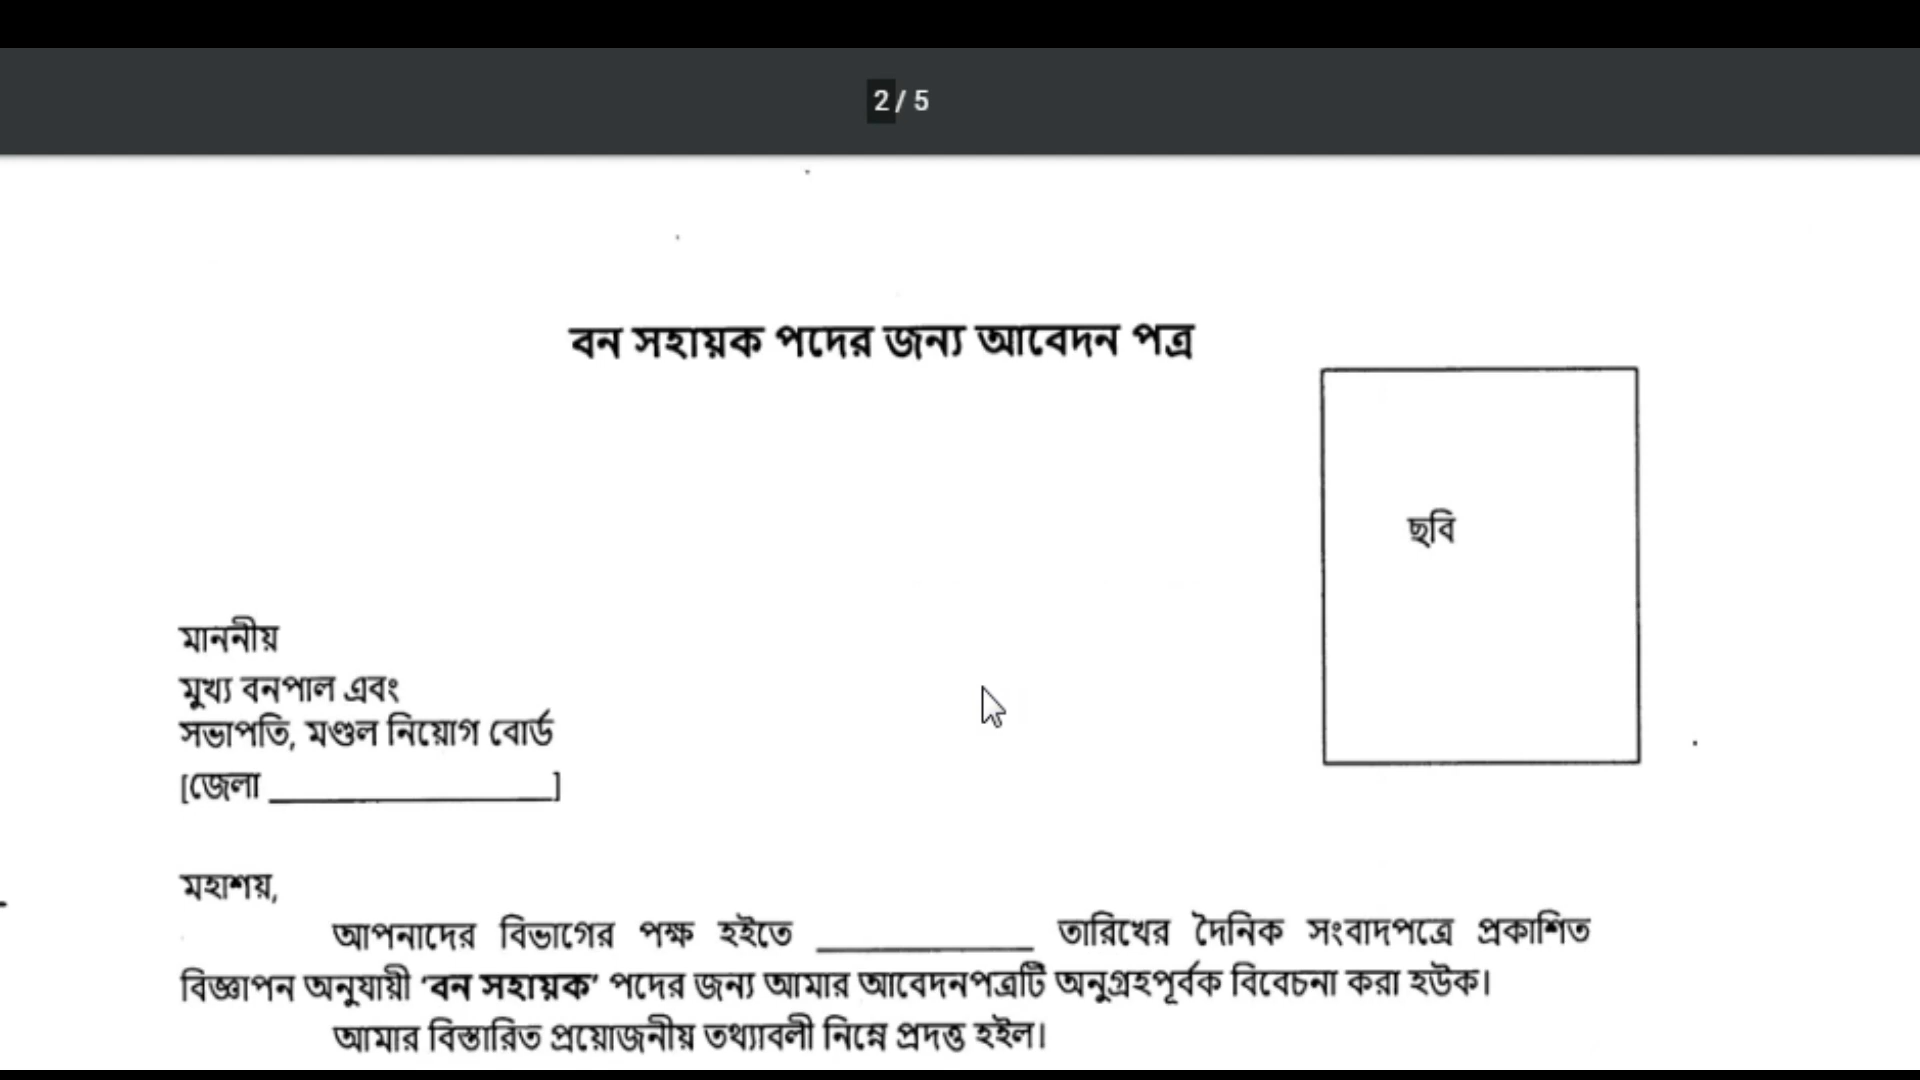 2 / 5
বন সহায়ক পদের জন্য আবেদন পত্র
ছবি
মাননীয়
মুখ্য বনপাল এবং
সভাপতি, মণ্ডল নিয়োগ বোর্ড
[জেলা ______________]
মহাশয়,
আপনাদের বিভাগের পক্ষ হইতে ___________ তারিখের দৈনিক সংবাদপত্রে প্রকাশিত
বিজ্ঞাপন অনুযায়ী ‘বন সহায়ক’ পদের জন্য আমার আবেদনপত্রটি অনুগ্রহপূর্বক বিবেচনা করা হউক।
আমার বিস্তারিত প্রয়োজনীয় তথ্যাবলী নিম্নে প্রদত্ত হইল।